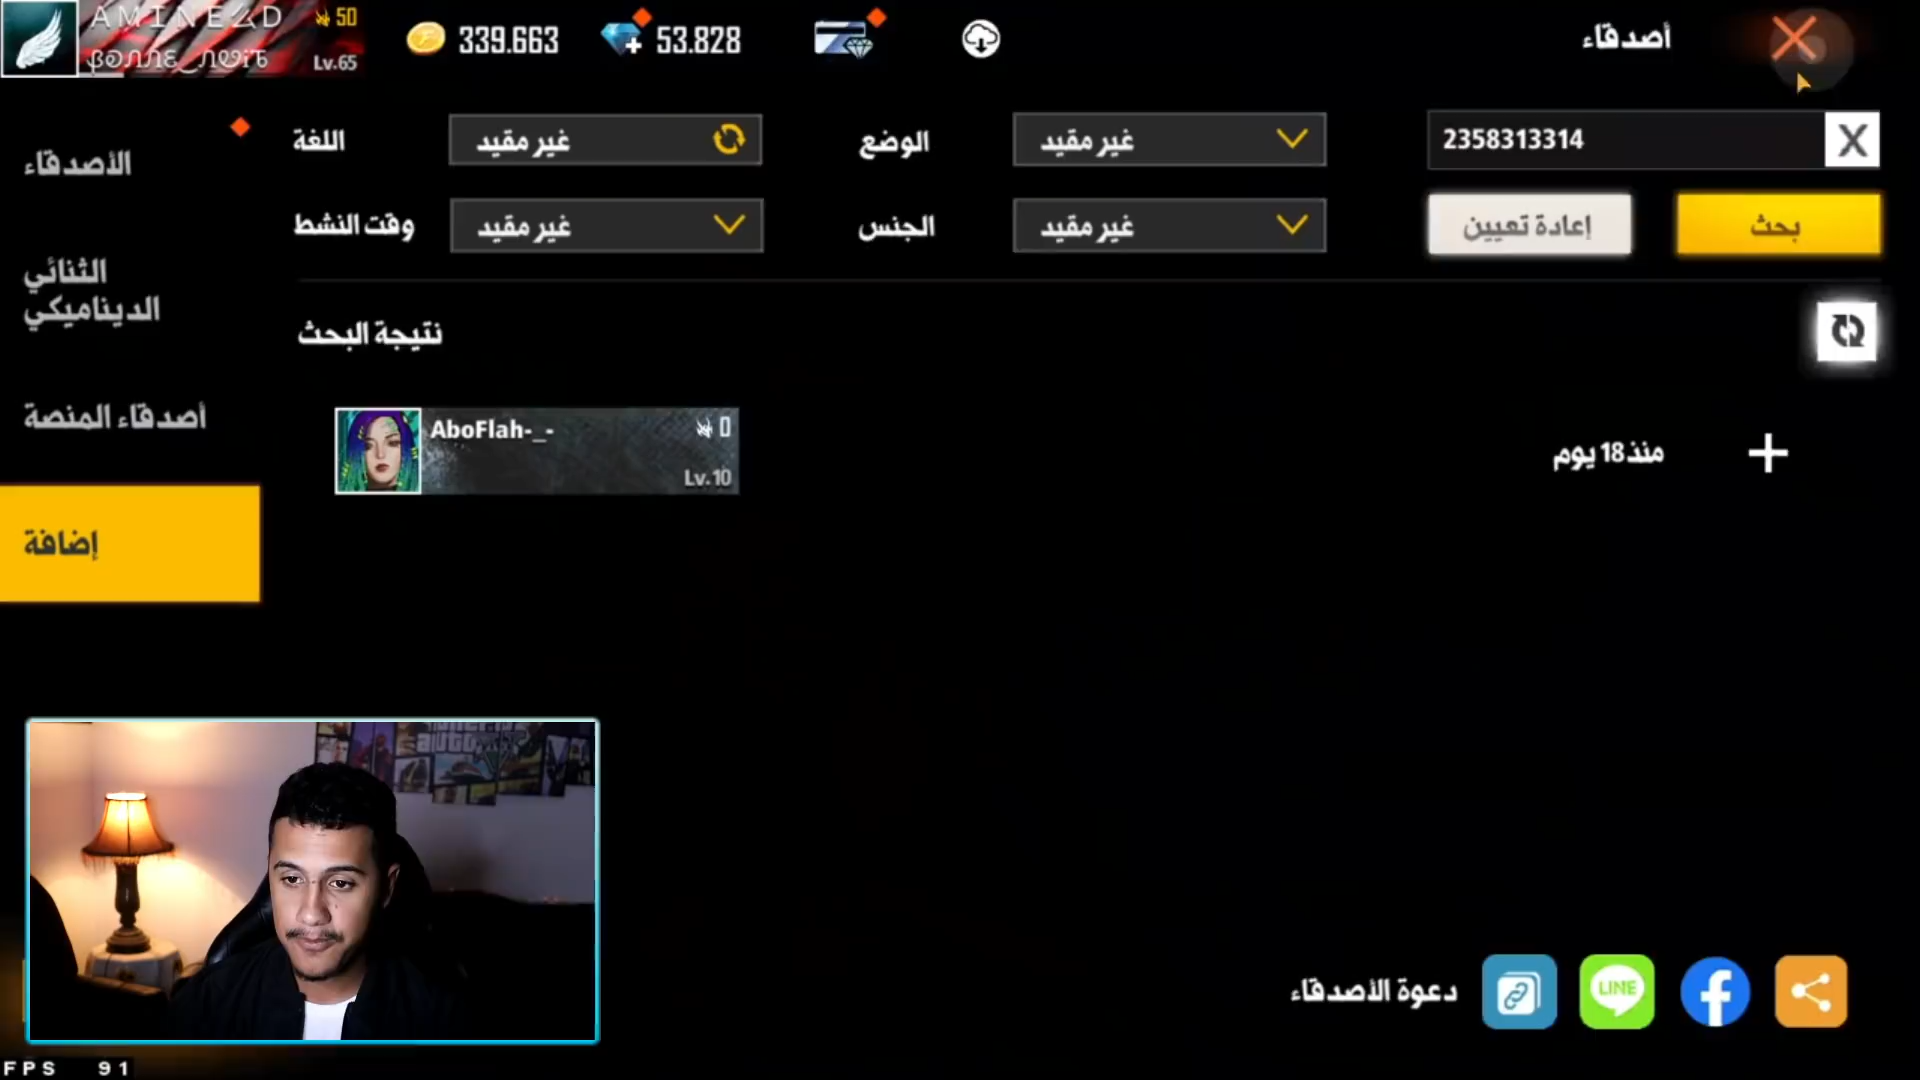 50
Lv.65
339.663
53.828
أصدقاء
الأصدقاء
اللغة
غير مقيد
الوضع
غير مقيد
2358313314
X
وقت النشط
غير مقيد
الجنس
غير مقيد
إعادة تعيين
بحث
الثنائي
الديناميكي
نتيجة البحث
أصدقاء المنصة
AboFlah-_-
0
Lv.10
منذ 18 يوم
إضافة
auto
دعوة الأصدقاء
LINE
FPS 91